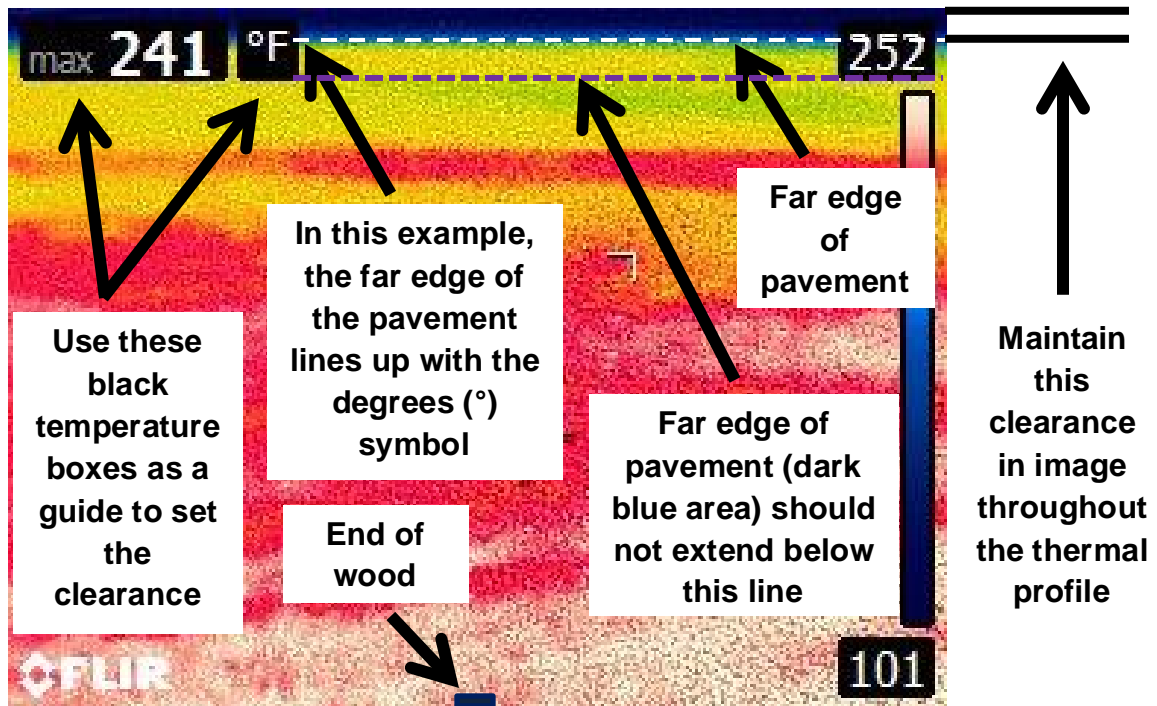 max 241 °F
252
Far edge
of
pavement
In this example,
the far edge of
the pavement
lines up with the
degrees (°)
symbol
Use these
black
temperature
boxes as a
guide to set
the
clearance
Maintain
this
clearance
in image
throughout
the thermal
profile
Far edge of
pavement (dark
blue area) should
not extend below
this line
End of
wood
FLIR
101